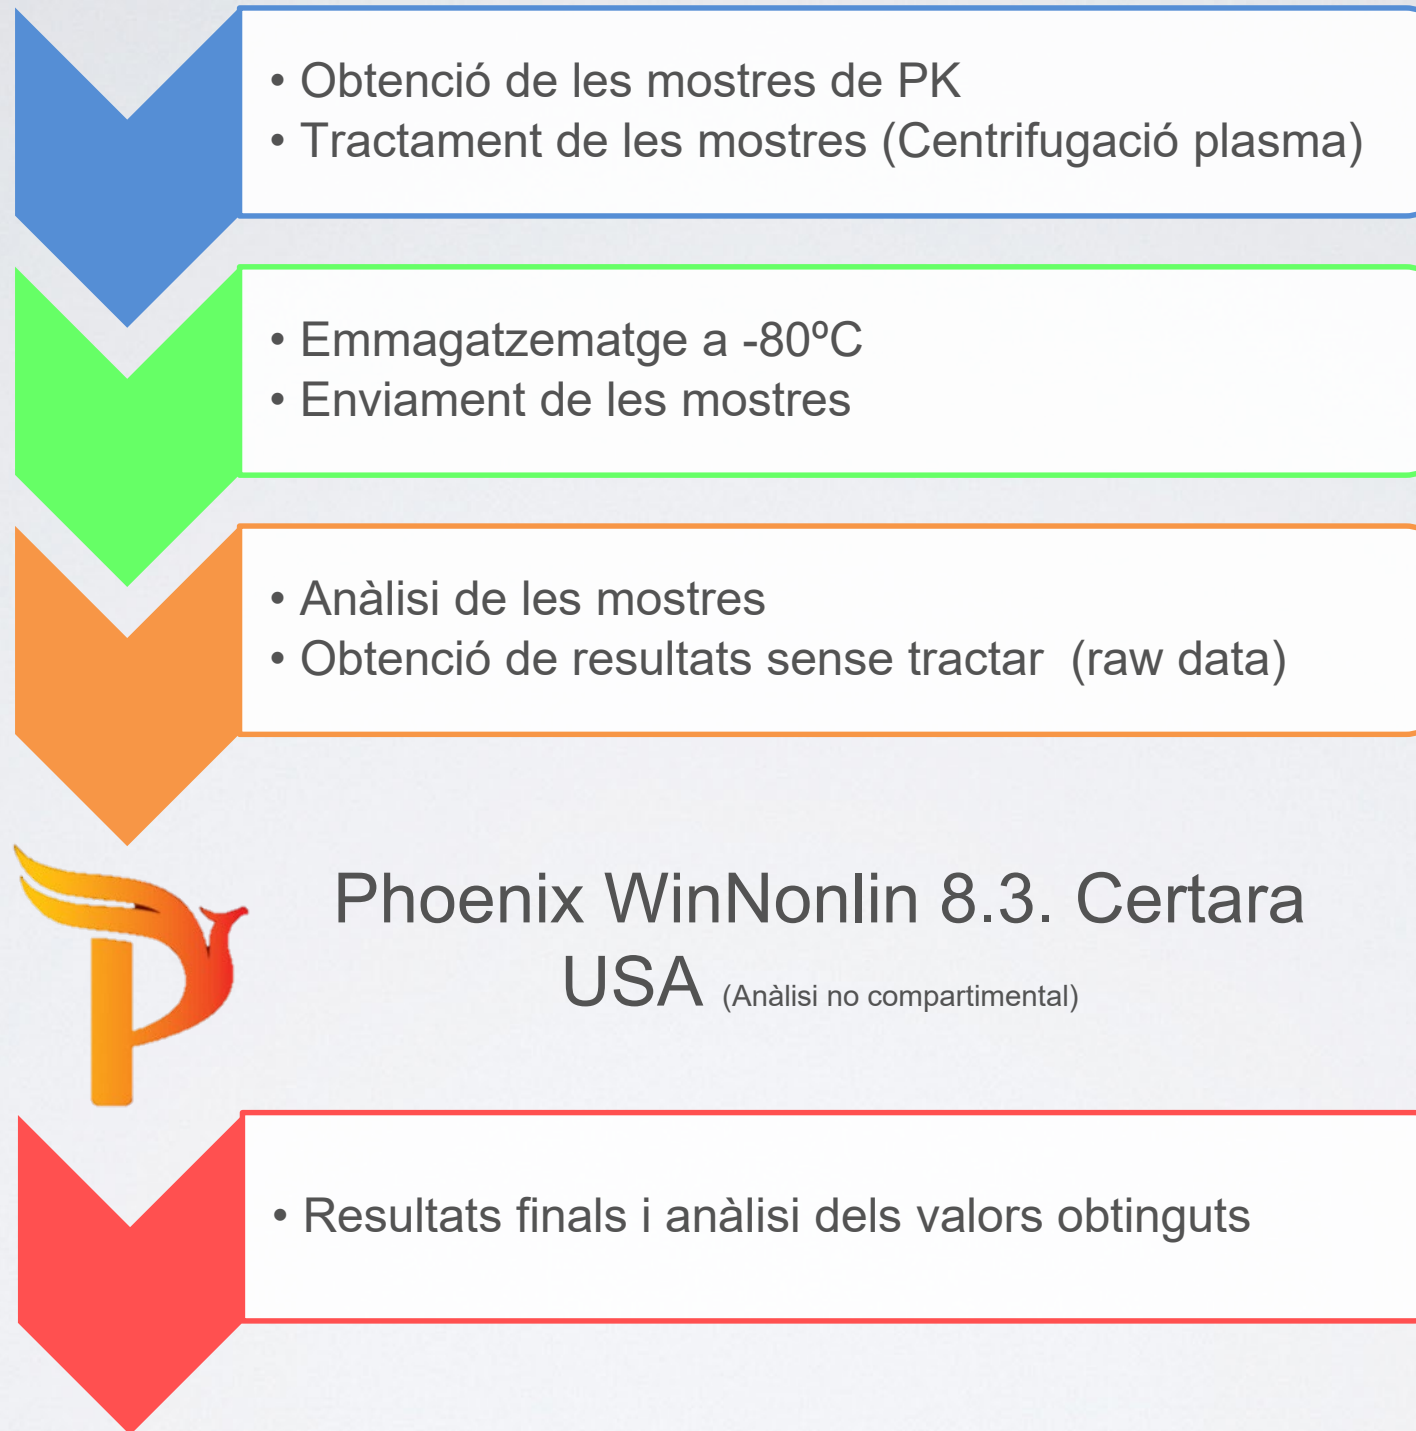 • Obtenció de les mostres de PK
• Tractament de les mostres (Centrifugació plasma)
• Emmagatzematge a -80ºC
• Enviament de les mostres
• Anàlisi de les mostres
• Obtenció de resultats sense tractar  (raw data)
Phoenix WinNonlin 8.3. Certara
USA (Anàlisi no compartimental)
• Resultats finals i anàlisi dels valors obtinguts